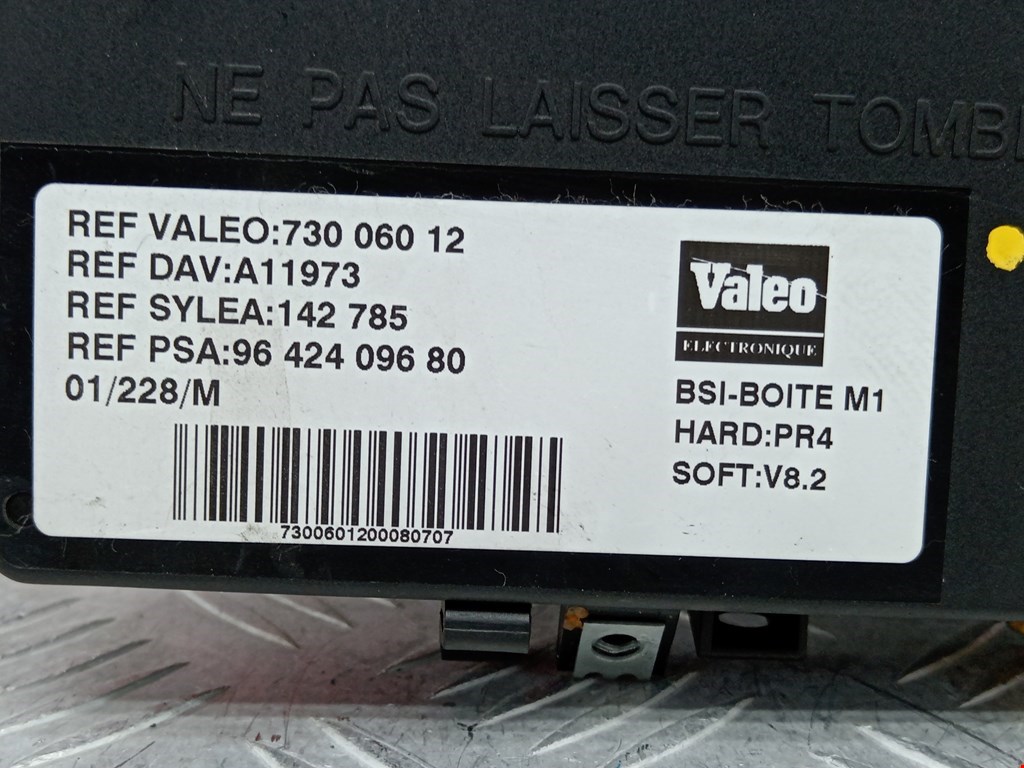 NE PAS LAISSER TOMB
REF VALEO:730 060 12
REF DAV:A11973
REF SYLEA:142 785
REF PSA:96 424 096 80
01/228/M
7300601200080707
Valeo
ELECTRONIQUE
BSI-BOITE M1
HARD:PR4
SOFT:V8.2